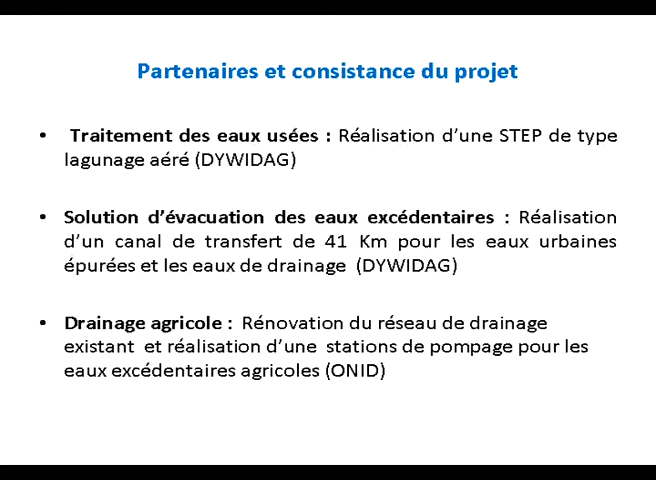 Partenaires et consistance du projet
• Traitement des eaux usées : Réalisation d'une STEP de type
lagunage aéré (DYWIDAG)
• Solution d'évacuation des eaux excédentaires : Réalisation
d'un canal de transfert de 41 Km pour les eaux urbaines
épurées et les eaux de drainage (DYWIDAG)
• Drainage agricole : Rénovation du réseau de drainage
existant et réalisation d'une stations de pompage pour les
eaux excédentaires agricoles (ONID)